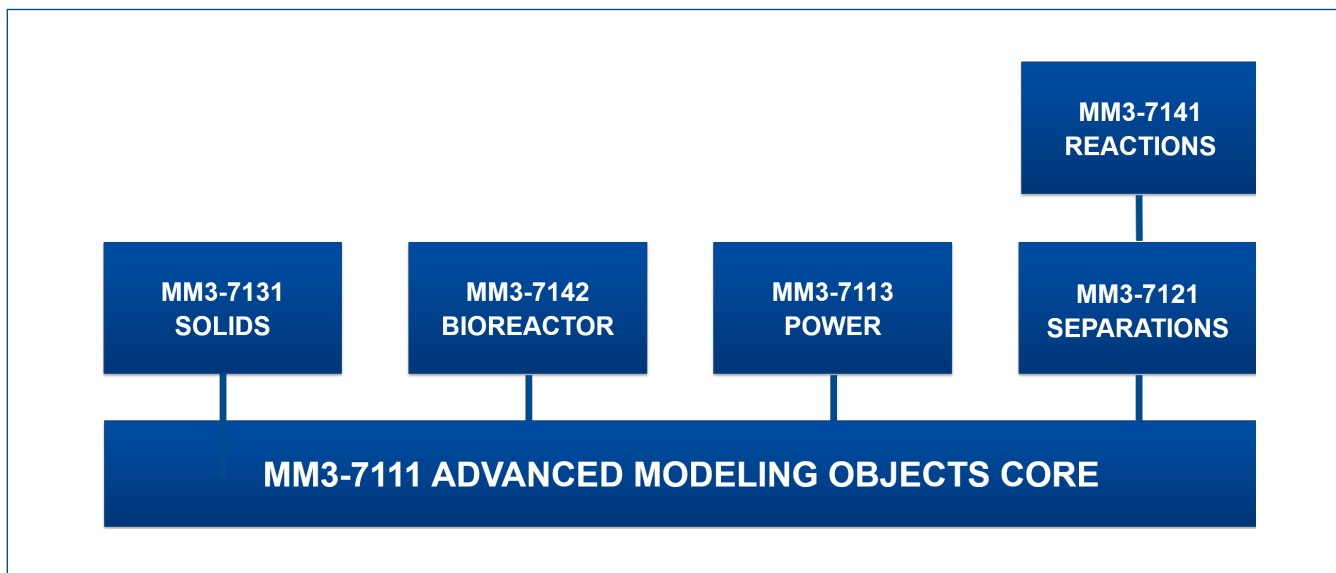 MM3-7141
REACTIONS
MM3-7131
SOLIDS
MM3-7142
BIOREACTOR
MM3-7113
POWER
MM3-7121
SEPARATIONS
MM3-7111 ADVANCED MODELING OBJECTS CORE